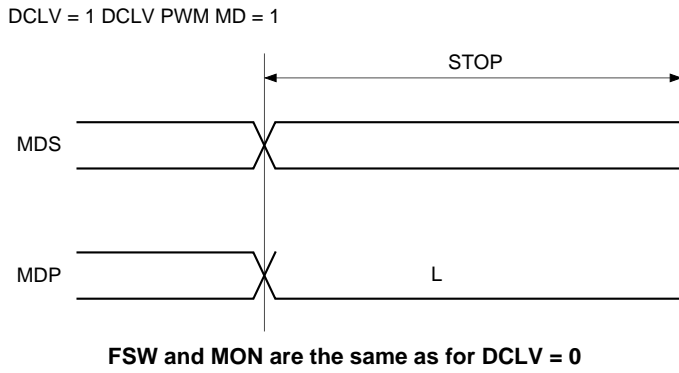 DCLV = 1 DCLV PWM MD = 1
STOP
MDS
MDP
L
FSW and MON are the same as for DCLV = 0